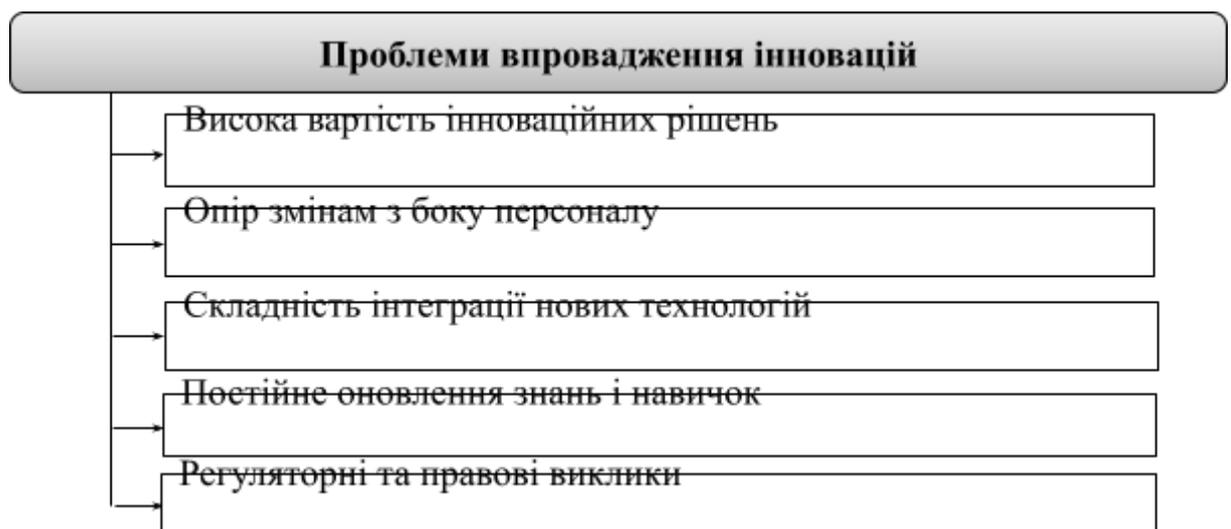 Проблеми впровадження інновацій
Висока вартість інноваційних рішень
Опір змінам з боку персоналу
Складність інтеграції нових технологій
Постійне оновлення знань і навичок
Регуляторні та правові виклики